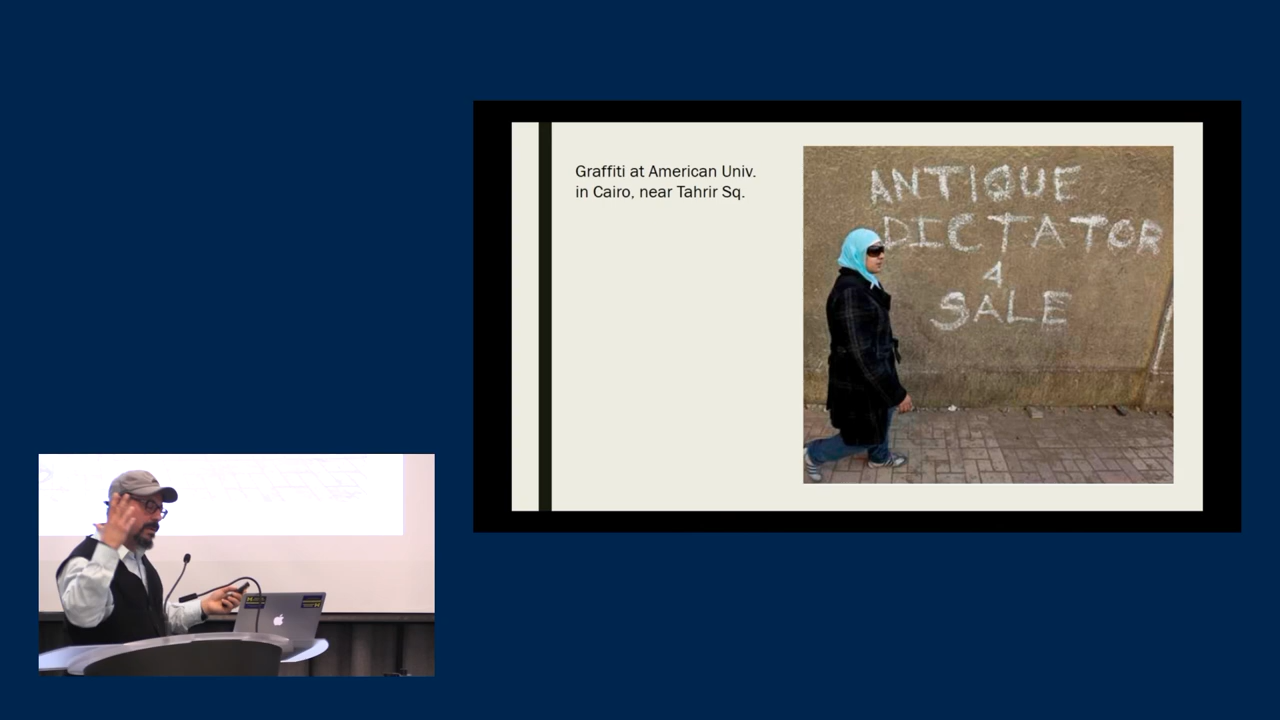 Graffiti at American Univ.
in Cairo, near Tahrir Sq.
ANTIQUE
DICTATOR
4
SALE